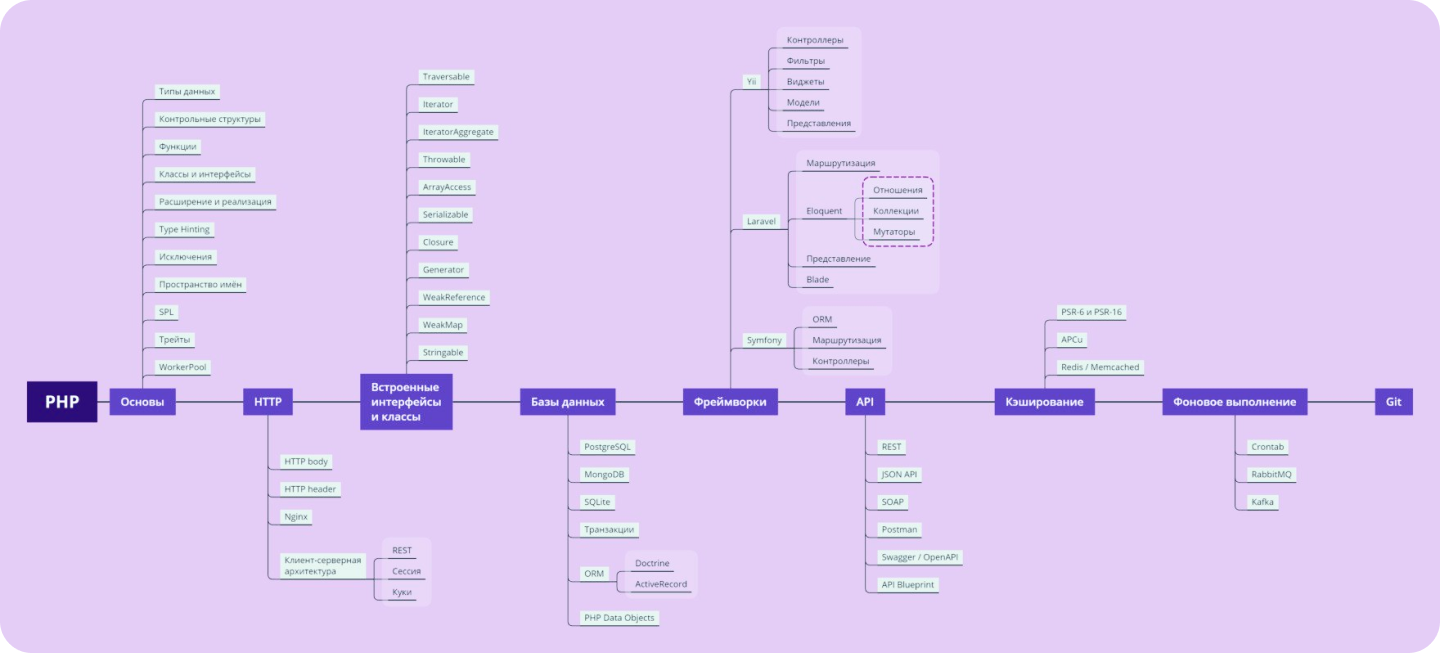 PHP
Основы
Типы данных
Контрольные структуры
Функции
Классы и интерфейсы
Расширение и реализация
Type Hinting
Исключения
Пространство имён
SPL
Трейты
WorkerPool
HTTP
HTTP body
HTTP header
Nginx
Клиент-серверная
архитектура
REST
Сессия
Куки
Встроенные
интерфейсы
и классы
Traversable
Iterator
IteratorAggregate
Throwable
ArrayAccess
Serializable
Closure
Generator
WeakReference
WeakMap
Stringable
Базы данных
PostgreSQL
MongoDB
SQLite
Транзакции
ORM
Doctrine
ActiveRecord
PHP Data Objects
Фреймворки
Yii
Контроллеры
Фильтры
Виджеты
Модели
Представления
Laravel
Маршрутизация
Eloquent
Отношения
Коллекции
Мутаторы
Представление
Blade
Symfony
ORM
Маршрутизация
Контроллеры
API
REST
JSON API
SOAP
Postman
Swagger / OpenAPI
API Blueprint
Кэширование
PSR-6 и PSR-16
APCu
Redis / Memcached
Фоновое выполнение
Crontab
RabbitMQ
Kafka
Git